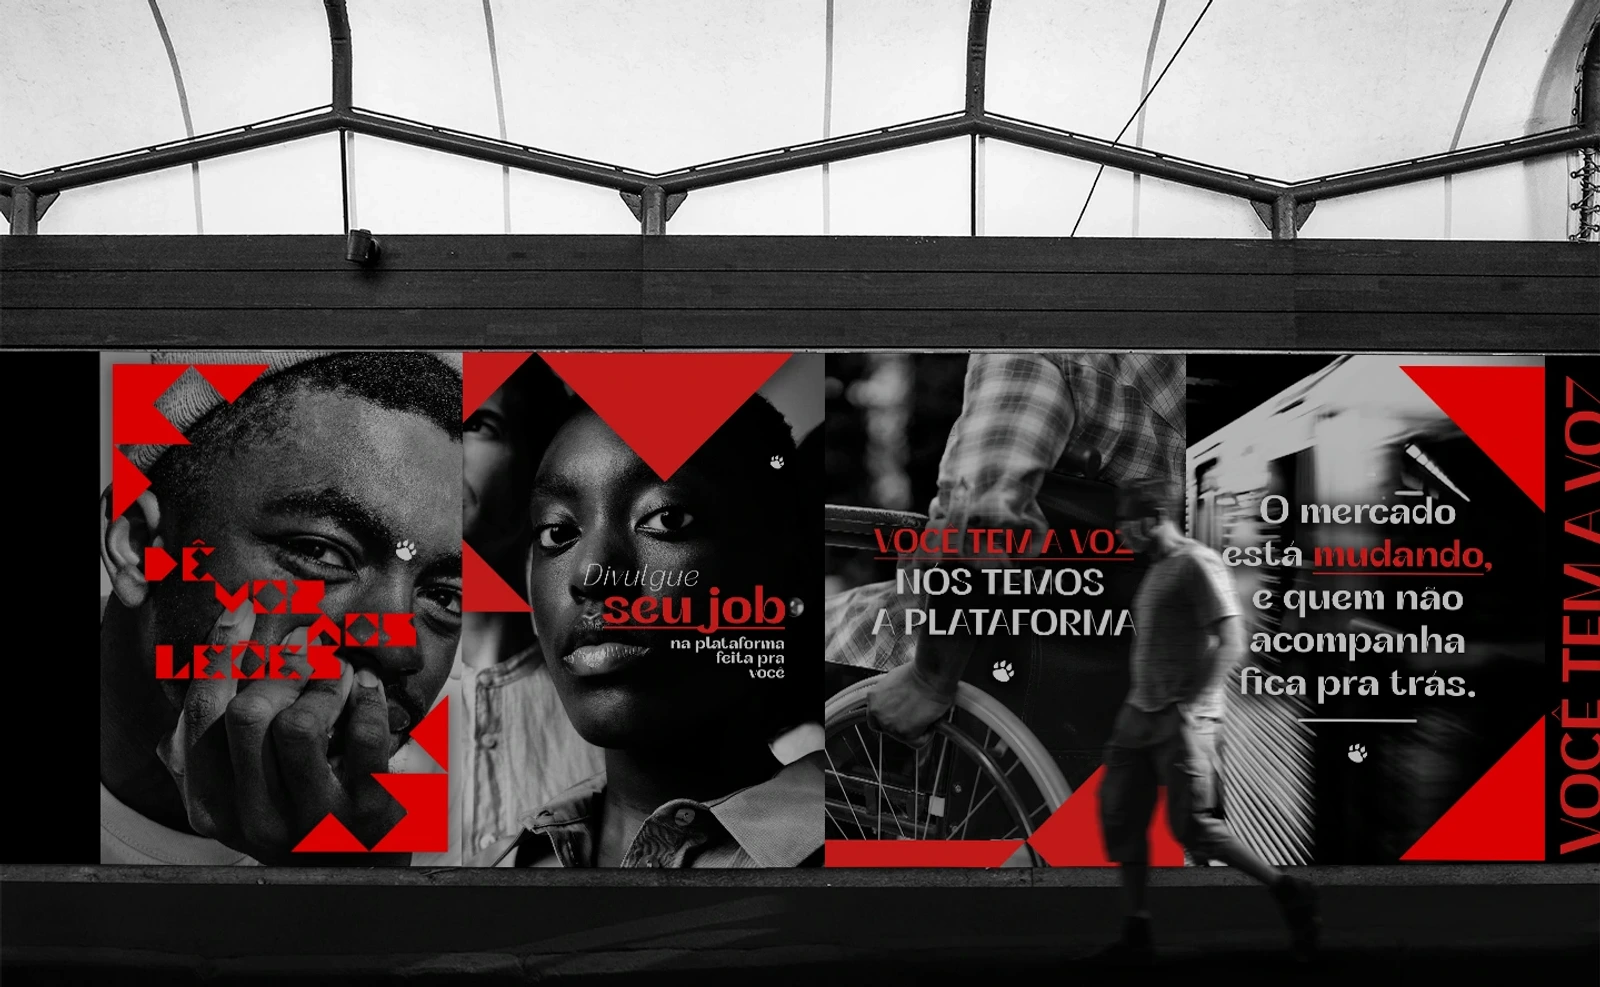 DÊ
VOZ
AOS
LEÕES
Divulgue
seu job
na plataforma
feita pra
você
VOCÊ TEM A VOZ
NÓS TEMOS
A PLATAFORMA
O mercado
está mudando,
e quem não
acompanha
fica pra trás.
VOCÊ TEM A VOZ